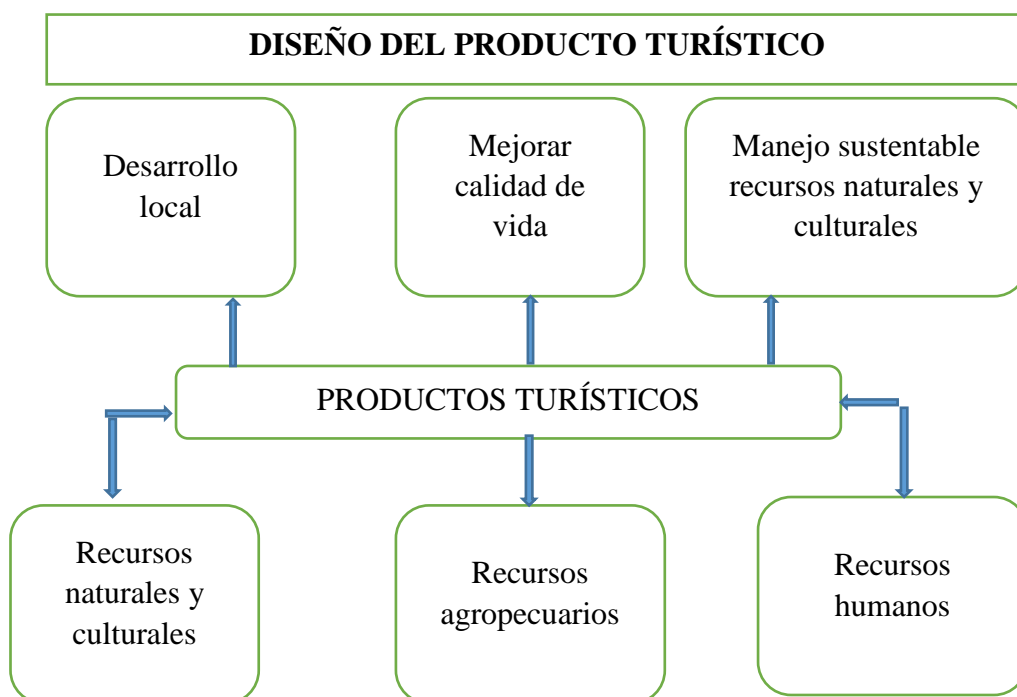 DISEÑO DEL PRODUCTO TURÍSTICO
Desarrollo
local
Mejorar
calidad de
vida
Manejo sustentable
recursos naturales y
culturales
PRODUCTOS TURÍSTICOS
Recursos
naturales y
culturales
Recursos
agropecuarios
Recursos
humanos